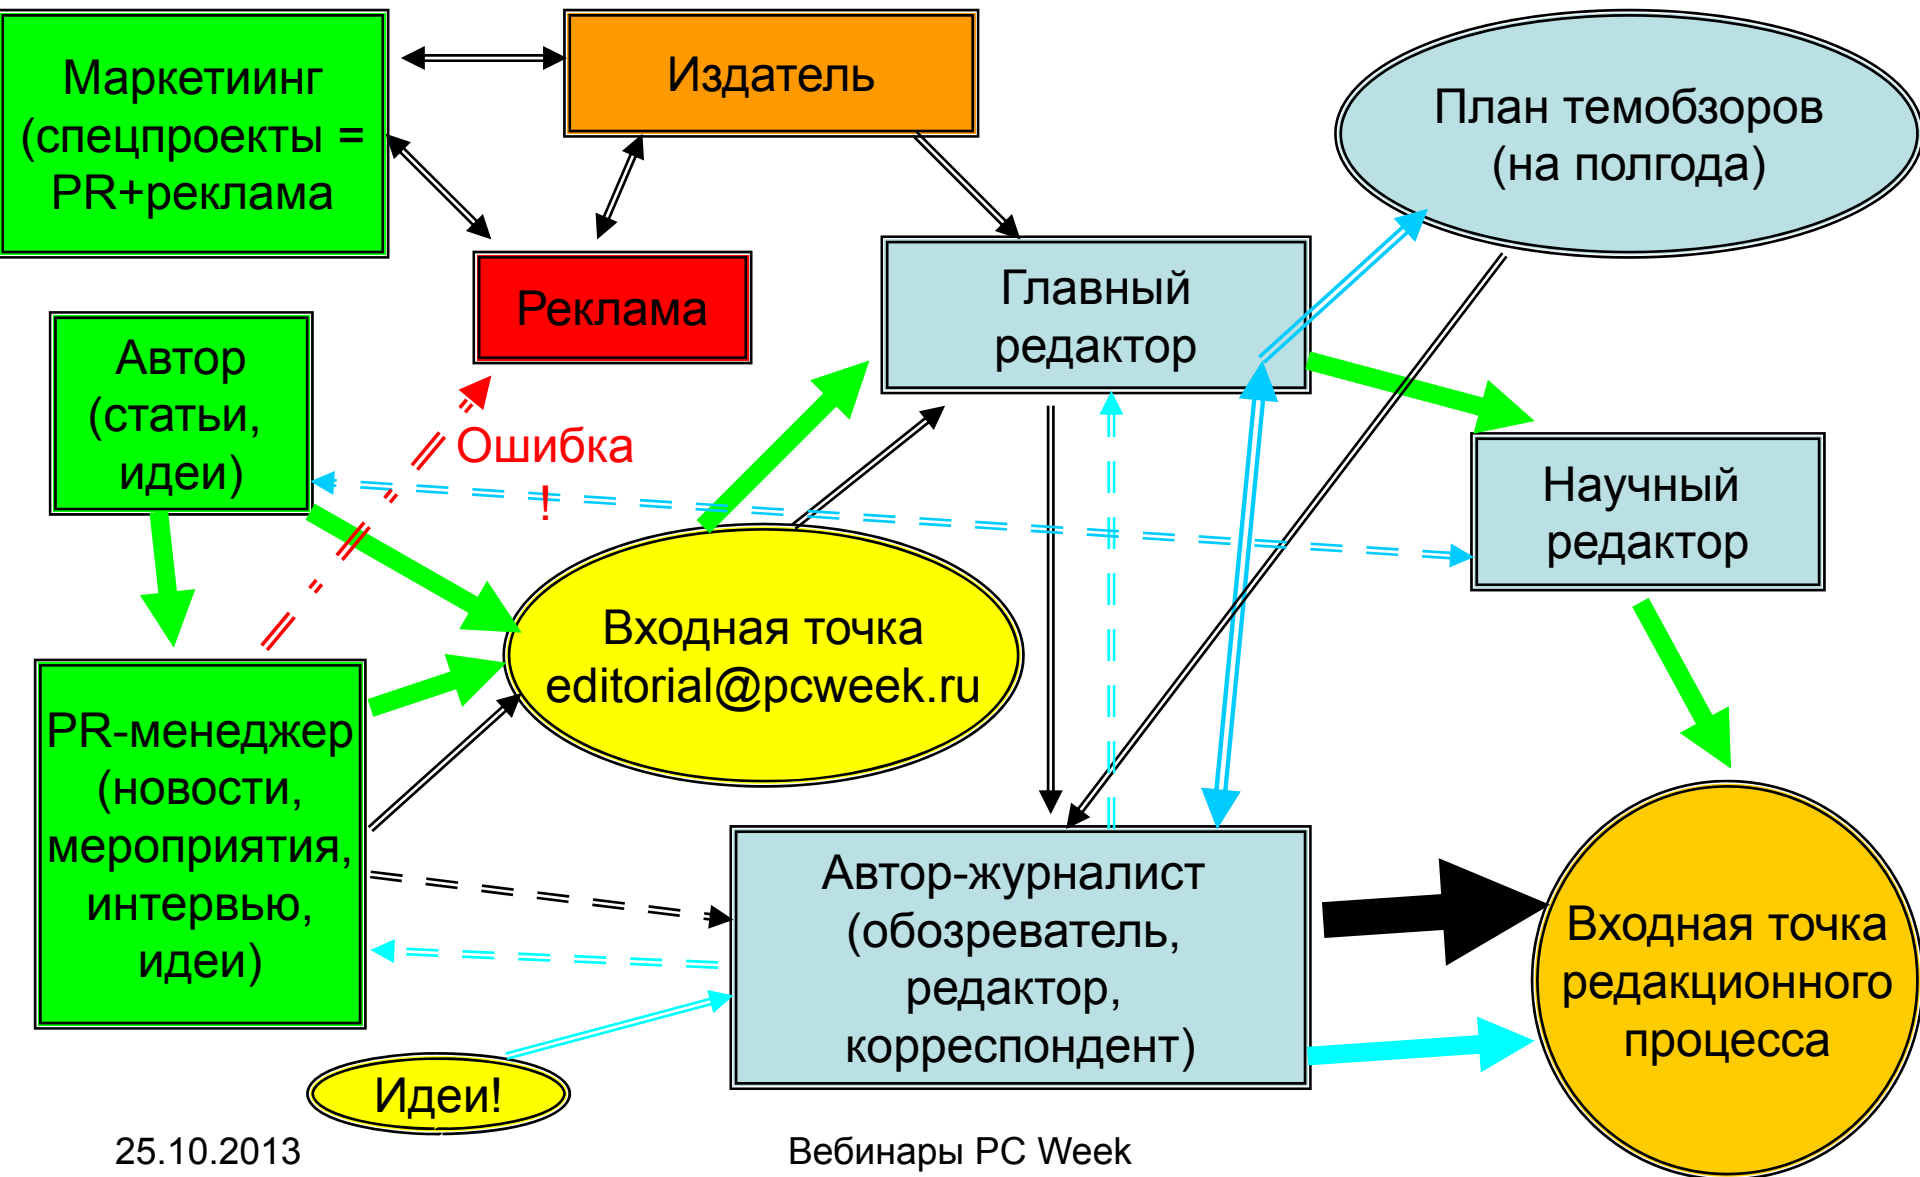 Маркетиинг
(спецпроекты =
PR+реклама
Издатель
План темобзоров
(на полгода)
Реклама
Главный
редактор
Автор
(статьи,
идеи)
Ошибка
!
Научный
редактор
Входная точка
editorial@pcweek.ru
PR-менеджер
(новости,
мероприятия,
интервью,
идеи)
Автор-журналист
(обозреватель,
редактор,
корреспондент)
Входная точка
редакционного
процесса
Идеи!
25.10.2013
Вебинары PC Week